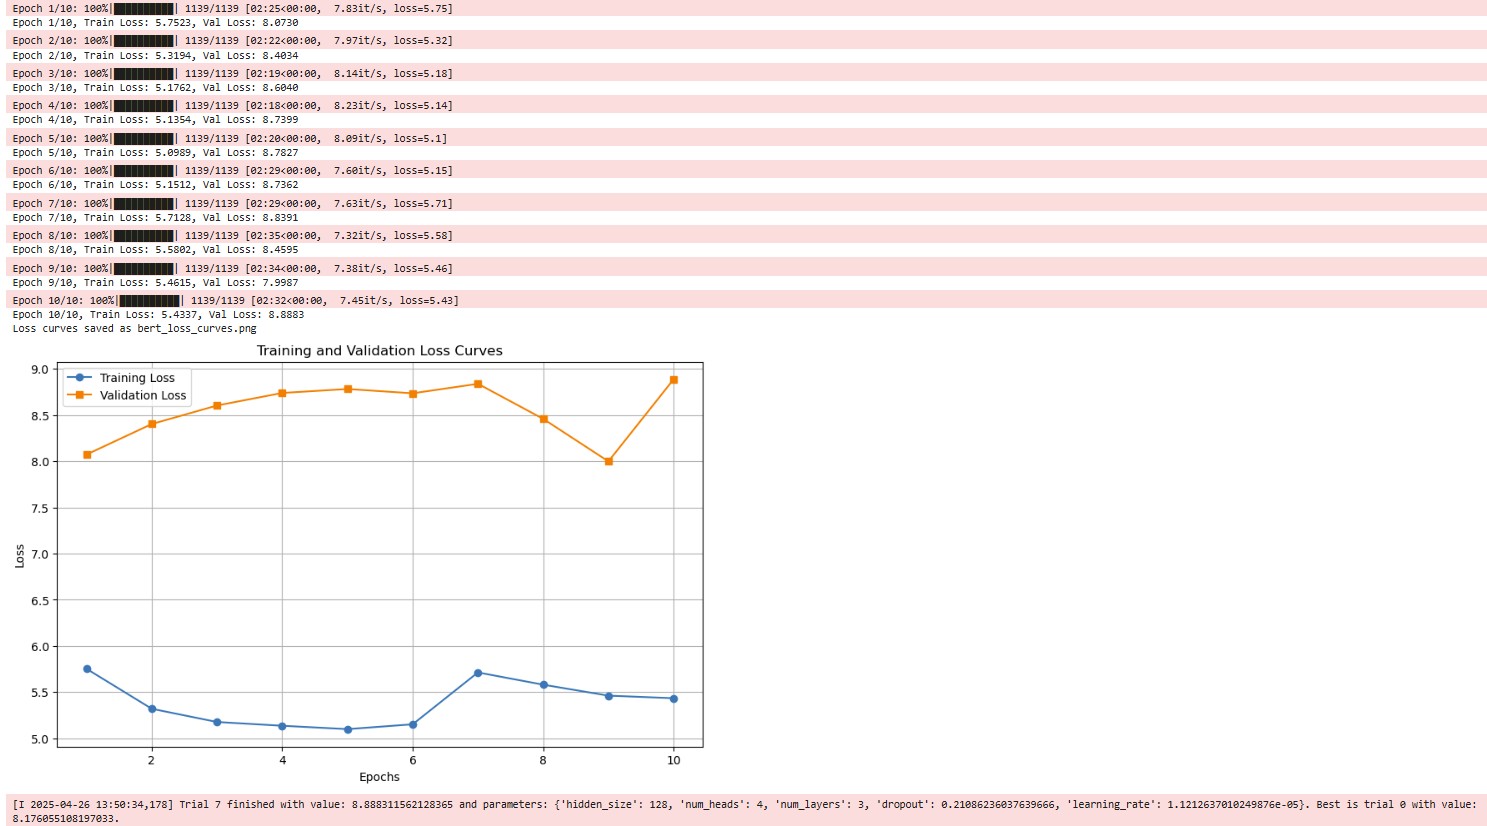 Epoch 1/10: 100%|██████████| 1139/1139 [02:25<00:00,  7.83it/s, loss=5.75]
Epoch 1/10, Train Loss: 5.7523, Val Loss: 8.0730
Epoch 2/10: 100%|██████████| 1139/1139 [02:22<00:00,  7.97it/s, loss=5.32]
Epoch 2/10, Train Loss: 5.3194, Val Loss: 8.4034
Epoch 3/10: 100%|██████████| 1139/1139 [02:19<00:00,  8.14it/s, loss=5.18]
Epoch 3/10, Train Loss: 5.1762, Val Loss: 8.6040
Epoch 4/10: 100%|██████████| 1139/1139 [02:18<00:00,  8.23it/s, loss=5.14]
Epoch 4/10, Train Loss: 5.1354, Val Loss: 8.7399
Epoch 5/10: 100%|██████████| 1139/1139 [02:20<00:00,  8.09it/s, loss=5.1]
Epoch 5/10, Train Loss: 5.0989, Val Loss: 8.7827
Epoch 6/10: 100%|██████████| 1139/1139 [02:29<00:00,  7.60it/s, loss=5.15]
Epoch 6/10, Train Loss: 5.1512, Val Loss: 8.7362
Epoch 7/10: 100%|██████████| 1139/1139 [02:29<00:00,  7.63it/s, loss=5.71]
Epoch 7/10, Train Loss: 5.7128, Val Loss: 8.8391
Epoch 8/10: 100%|██████████| 1139/1139 [02:35<00:00,  7.32it/s, loss=5.58]
Epoch 8/10, Train Loss: 5.5802, Val Loss: 8.4595
Epoch 9/10: 100%|██████████| 1139/1139 [02:34<00:00,  7.38it/s, loss=5.46]
Epoch 9/10, Train Loss: 5.4615, Val Loss: 7.9987
Epoch 10/10: 100%|██████████| 1139/1139 [02:32<00:00,  7.45it/s, loss=5.43]
Epoch 10/10, Train Loss: 5.4337, Val Loss: 8.8883
Loss curves saved as bert_loss_curves.png
Training and Validation Loss Curves
Training Loss
Validation Loss
9.0
8.5
8.0
7.5
7.0
6.5
6.0
5.5
5.0
Loss
2 4 6 8 10
Epochs
[I 2025-04-26 13:50:34,178] Trial 7 finished with value: 8.888311562128365 and parameters: {'hidden_size': 128, 'num_heads': 4, 'num_layers': 3, 'dropout': 0.21086236037639666, 'learning_rate': 1.1212637010249876e-05}. Best is trial 0 with value:
8.176055108197033.